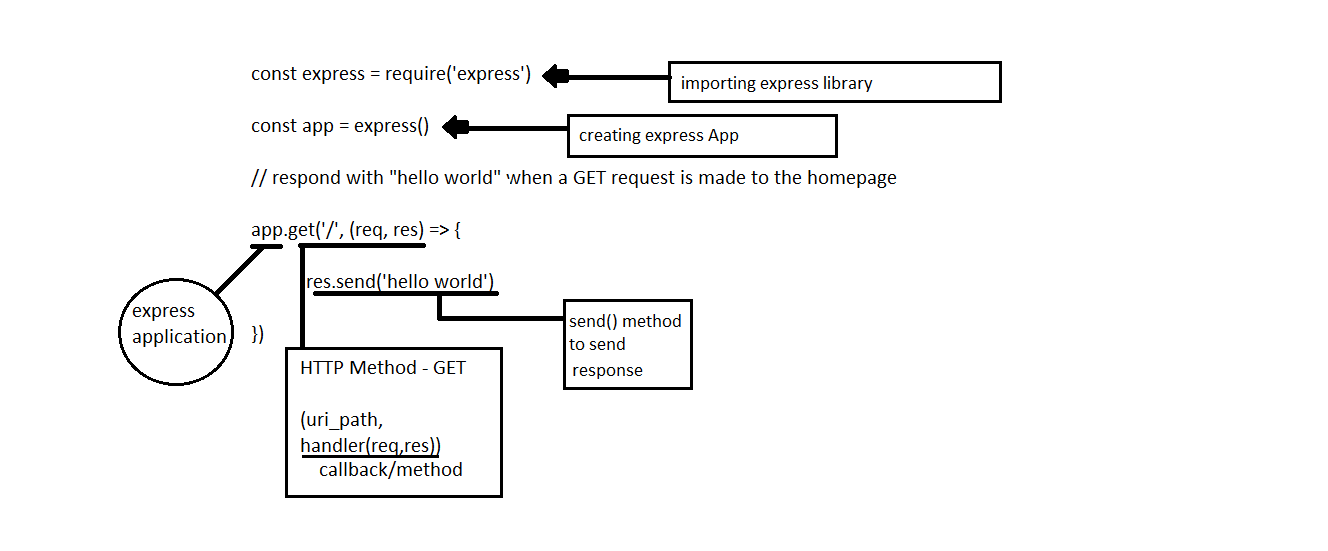 const express = require('express')
importing express library
const app = express()
creating express App
// respond with "hello world" when a GET request is made to the homepage
app.get('/', (req, res) => {
res.send('hello world')
express
application
})
send() method
to send
response
HTTP Method - GET
(uri_path,
handler(req,res))
callback/method